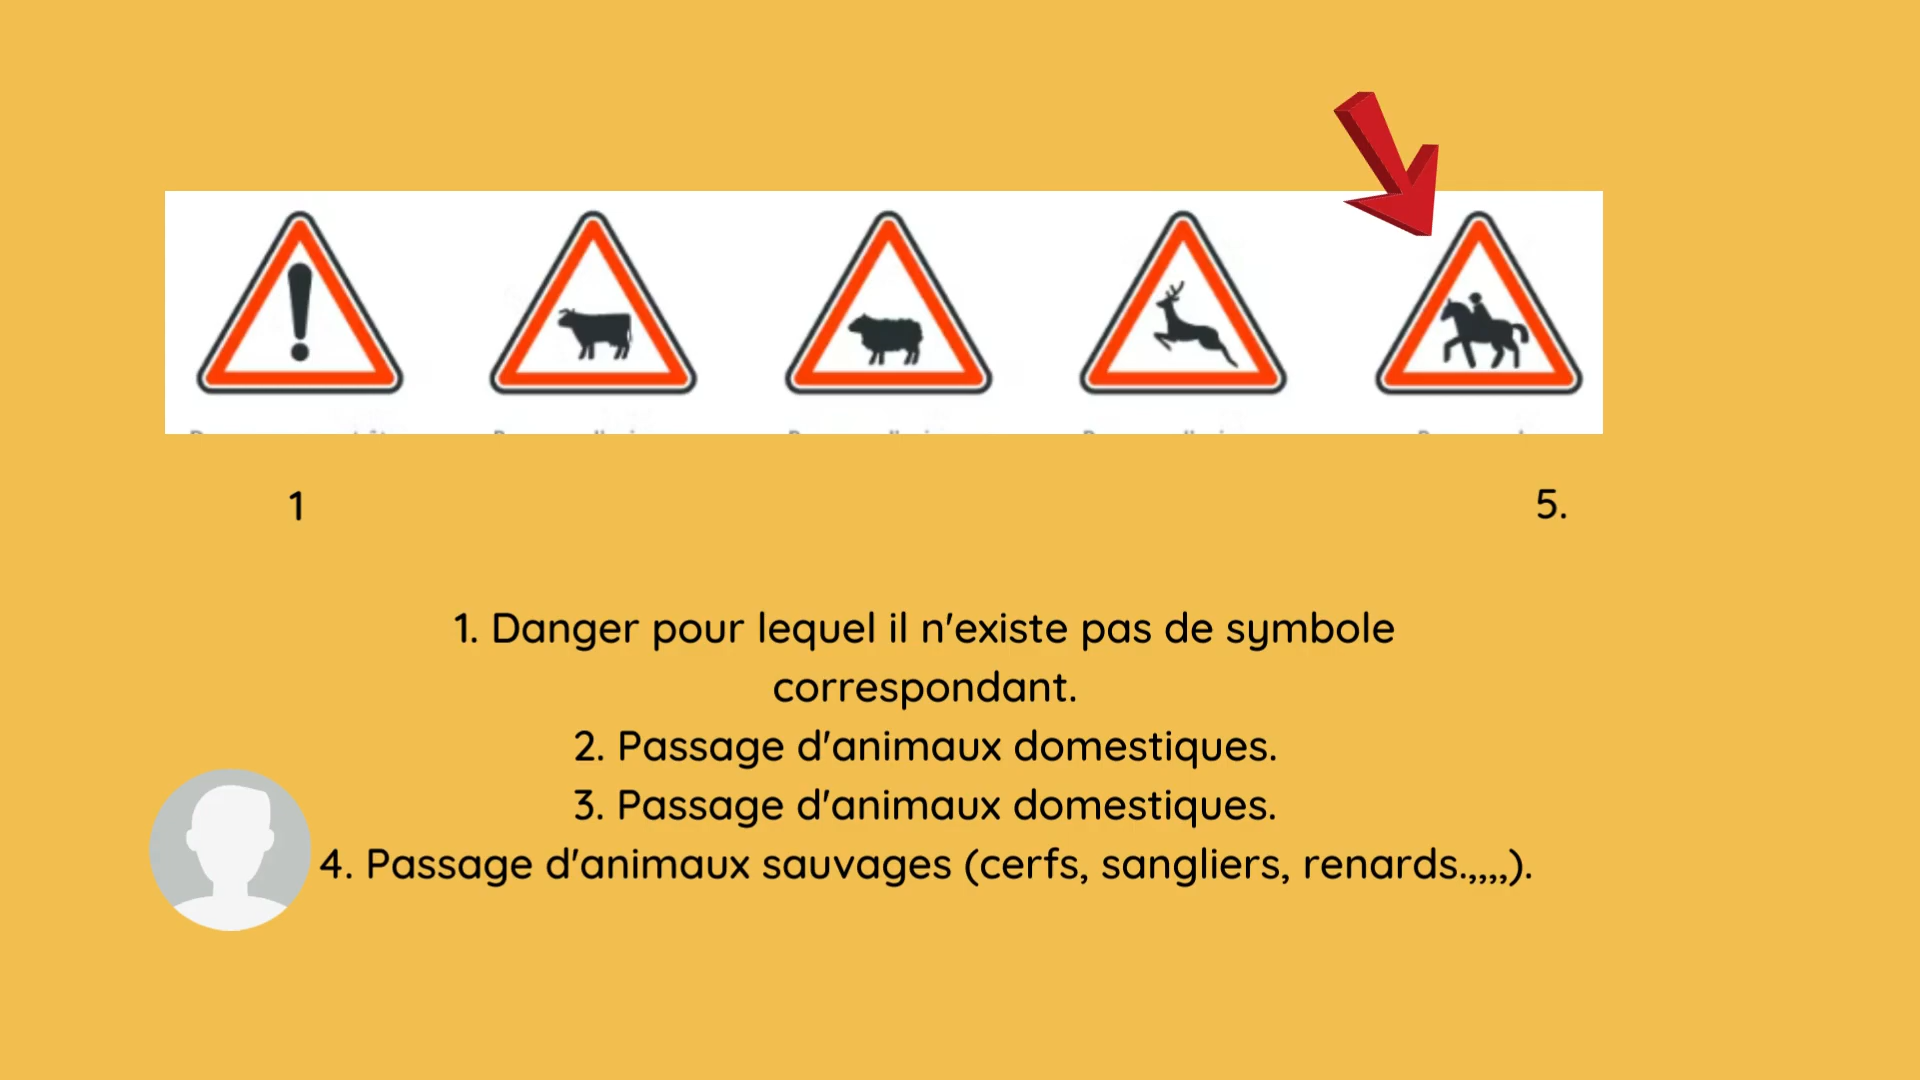 1
5.
1. Danger pour lequel il n'existe pas de symbole
correspondant.
2. Passage d'animaux domestiques.
3. Passage d'animaux domestiques.
4. Passage d'animaux sauvages (cerfs, sangliers, renards.,,,,).